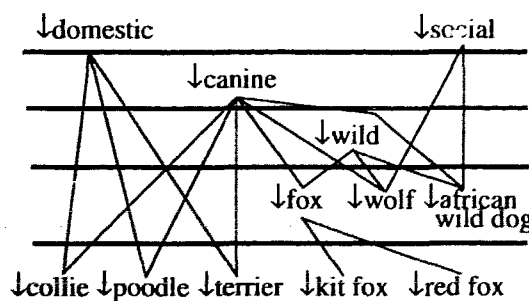 ↓domestic ↓social
↓canine
↓wild
↓fox ↓wolf ↓african
wild dog
↓collie ↓poodle ↓terrier ↓kit fox ↓red fox